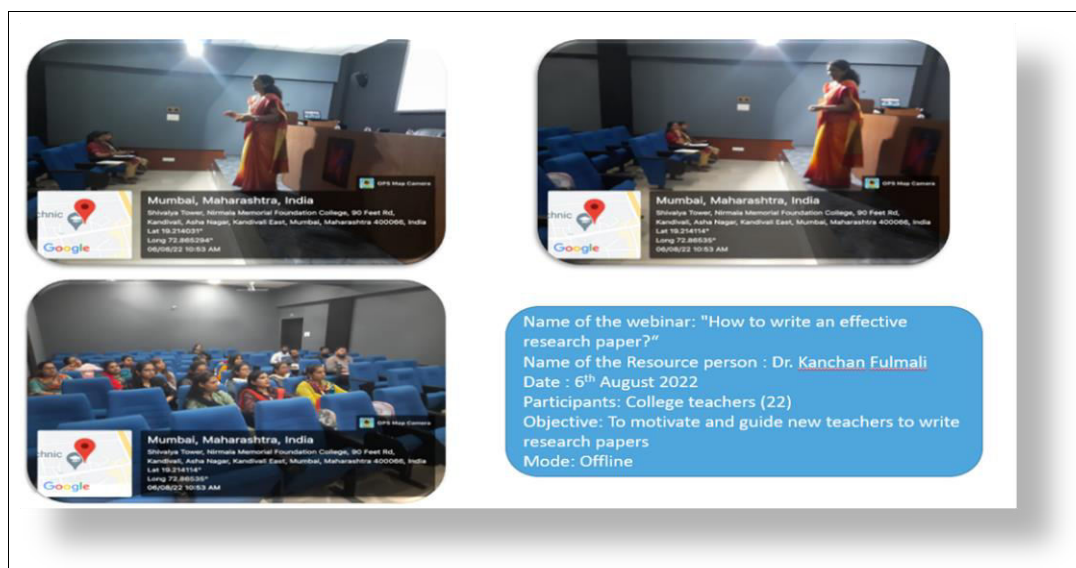 GPS Map Camera
chnic
Google
Mumbai, Maharashtra, India
Shivalya Tower, Nirmala Memorial Foundation College, 90 Feet Rd,
Kandivali, Asha Nagar, Kandivali East, Mumbai, Maharashtra 400066, India
Lat 19.214031°
Long 72.865294°
06/08/22 10:53 AM
GPS Map Camera
chnic
Google
Mumbai, Maharashtra, India
Shivalya Tower, Nirmala Memorial Foundation College, 90 Feet Rd,
Kandivali, Asha Nagar, Kandivali East, Mumbai, Maharashtra 400066, India
Lat 19.214114°
Long 72.86535°
06/08/22 10:53 AM
GPS Map Camera
chnic
Google
Mumbai, Maharashtra, India
Shivalya Tower, Nirmala Memorial Foundation College, 90 Feet Rd,
Kandivali, Asha Nagar, Kandivali East, Mumbai, Maharashtra 400066, India
Lat 19.214114°
Long 72.86535°
06/08/22 10:53 AM
Name of the webinar: "How to write an effective
research paper?”
Name of the Resource person : Dr. Kanchan Fulmali
Date : 6th August 2022
Participants: College teachers (22)
Objective: To motivate and guide new teachers to write
research papers
Mode: Offline